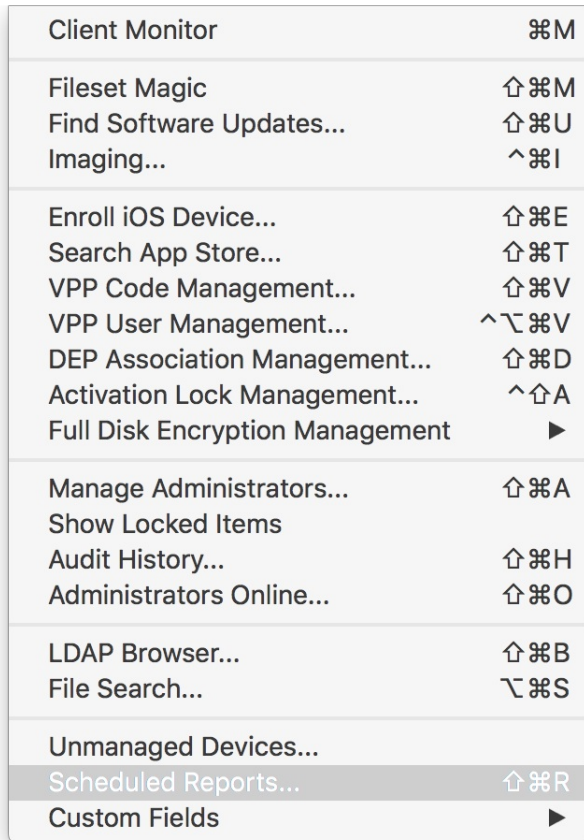 Client Monitor ⌘M
Fileset Magic ⇧⌘M
Find Software Updates... ⇧⌘U
Imaging... ^⌘I
Enroll iOS Device... ⇧⌘E
Search App Store... ⇧⌘T
VPP Code Management... ⇧⌘V
VPP User Management... ^⌥⌘V
DEP Association Management... ⇧⌘D
Activation Lock Management... ^⇧A
Full Disk Encryption Management ▶
Manage Administrators... ⇧⌘A
Show Locked Items
Audit History... ⇧⌘H
Administrators Online... ⇧⌘O
LDAP Browser... ⇧⌘B
File Search... ⌥⌘S
Unmanaged Devices...
Scheduled Reports... ⇧⌘R
Custom Fields ▶